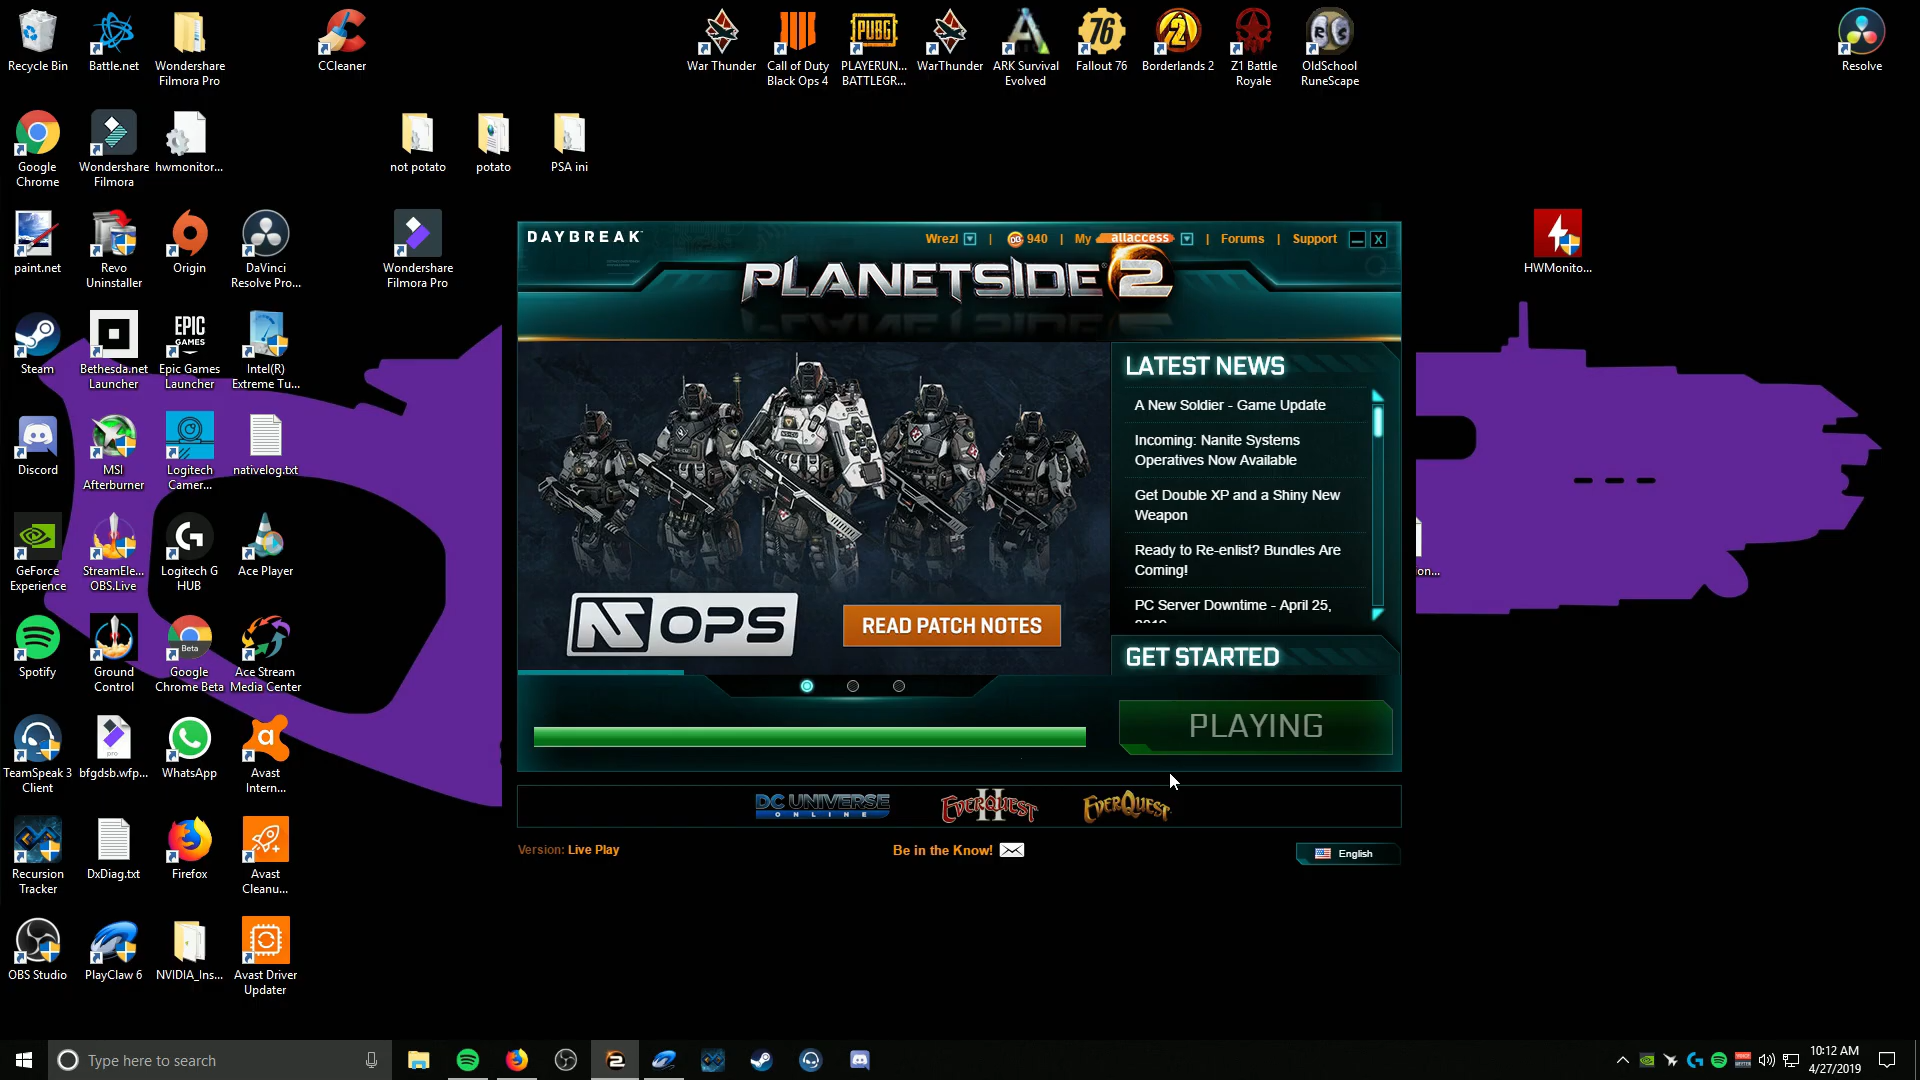 Recycle Bin
Battle.net
Wondershare
Filmora Pro
CCleaner
War Thunder
Call of Duty
Black Ops 4
PUBG
PLAYERUN...
BATTLEGR...
WarThunder
ARK Survival
Evolved
76
Fallout 76
2
Borderlands 2
Z1 Battle
Royale
OldSchool
RuneScape
Resolve
Google
Chrome
Wondershare
Filmora
hwmonitor...
not potato
potato
PSA ini
paint.net
Revo
Uninstaller
Origin
DaVinci
Resolve Pro...
Wondershare
Filmora Pro
HWMonito...
DAYBREAK
Wrezl | 940 | My allaccess | Forums | Support X
PLANETSIDE 2
Steam
Bethesda.net
Launcher
EPIC
GAMES
Epic Games
Launcher
Intel(R)
Extreme Tu...
LATEST NEWS
A New Soldier - Game Update
Incoming: Nanite Systems
Operatives Now Available
Get Double XP and a Shiny New
Weapon
Ready to Re-enlist? Bundles Are
Coming!
PC Server Downtime - April 25,
NS OPS
READ PATCH NOTES
GET STARTED
PLAYING
DC UNIVERSE
ONLINE
EVERQUEST
II
EVERQUEST
Version: Live Play
Be in the Know!
English
Discord
MSI
Afterburner
Logitech
Camer...
nativelog.txt
GeForce
Experience
StreamEle...
OBS.Live
Logitech G
HUB
Ace Player
on...
Spotify
Ground
Control
Beta
Google
Chrome Beta
Ace Stream
Media Center
TeamSpeak 3
Client
pro
bfgdsb.wfp...
WhatsApp
Avast
Intern...
Recursion
Tracker
DxDiag.txt
Firefox
Avast
Cleanu...
OBS Studio
PlayClaw 6
NVIDIA_Ins...
Avast Driver
Updater
Type here to search
10:12 AM
4/27/2019